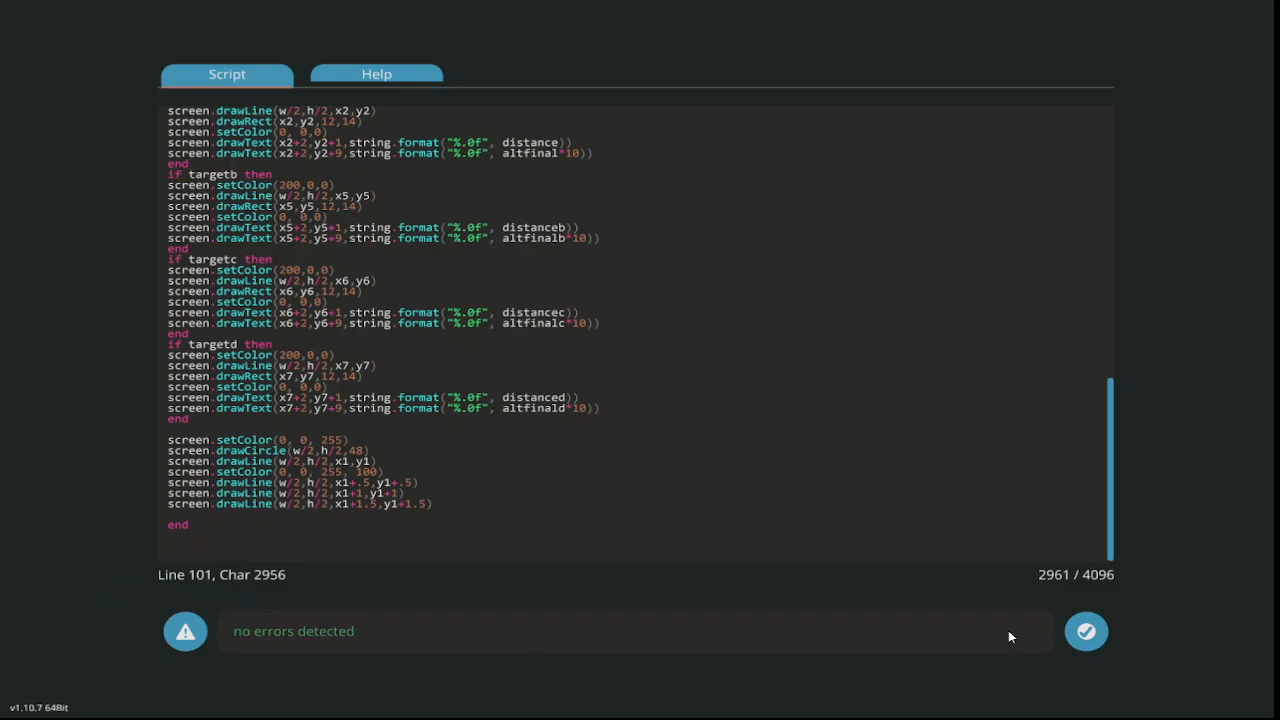 Script
Help
screen.drawLine(w/2,h/2,x2,y2)
screen.drawRect(x2,y2,12,14)
screen.setColor(0, 0,0)
screen.drawText(x2+2,y2+1,string.format("%.0f", distance))
screen.drawText(x2+2,y2+9,string.format("%.0f", altfinal*10))
end
if targetb then
screen.setColor(200,0,0)
screen.drawLine(w/2,h/2,x5,y5)
screen.drawRect(x5,y5,12,14)
screen.setColor(0, 0,0)
screen.drawText(x5+2,y5+1,string.format("%.0f", distanceb))
screen.drawText(x5+2,y5+9,string.format("%.0f", altfinalb*10))
end
if targetc then
screen.setColor(200,0,0)
screen.drawLine(w/2,h/2,x6,y6)
screen.drawRect(x6,y6,12,14)
screen.setColor(0, 0,0)
screen.drawText(x6+2,y6+1,string.format("%.0f", distancec))
screen.drawText(x6+2,y6+9,string.format("%.0f", altfinalc*10))
end
if targetd then
screen.setColor(200,0,0)
screen.drawLine(w/2,h/2,x7,y7)
screen.drawRect(x7,y7,12,14)
screen.setColor(0, 0,0)
screen.drawText(x7+2,y7+1,string.format("%.0f", distanced))
screen.drawText(x7+2,y7+9,string.format("%.0f", altfinald*10))
end
screen.setColor(0, 0, 255)
screen.drawCircle(w/2,h/2,48)
screen.drawLine(w/2,h/2,x1,y1)
screen.setColor(0, 0, 255, 100)
screen.drawLine(w/2,h/2,x1+.5,y1+.5)
screen.drawLine(w/2,h/2,x1+1,y1+1)
screen.drawLine(w/2,h/2,x1+1.5,y1+1.5)
end
Line 101, Char 2956
2961 / 4096
no errors detected
v1.10.7 64Bit